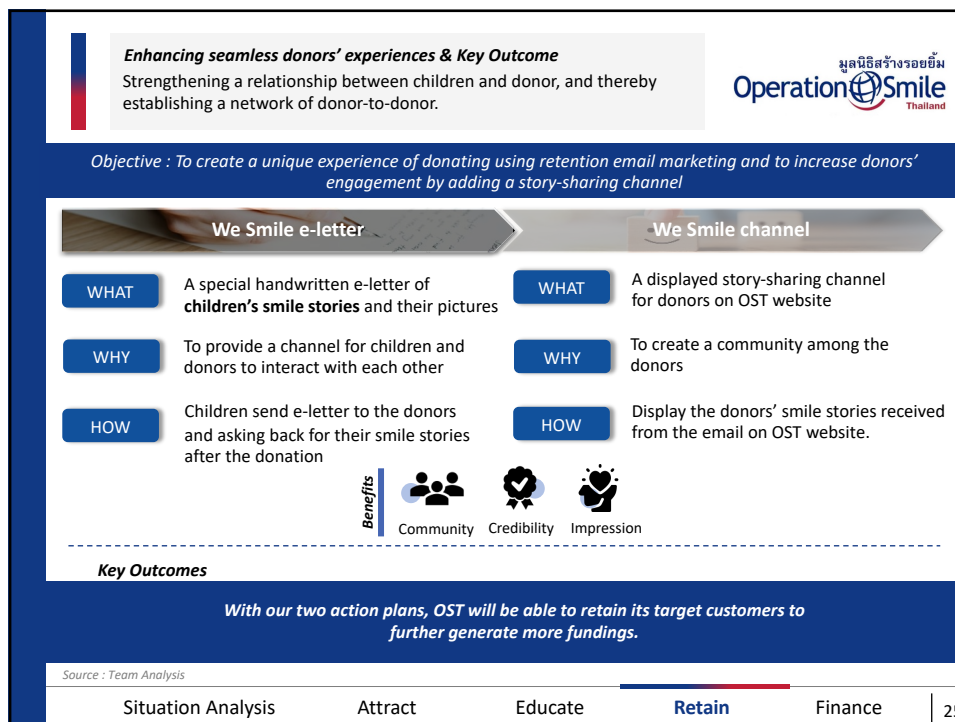 Enhancing seamless donors' experiences & Key Outcome
Strengthening a relationship between children and donor, and thereby
establishing a network of donor-to-donor.
มูลนิธิสร้างรอยยิ้ม
Operation Smile
Thailand
Objective : To create a unique experience of donating using retention email marketing and to increase donors'
engagement by adding a story-sharing channel
We Smile e-letter
WHAT
A special handwritten e-letter of
children's smile stories and their pictures
WHY
To provide a channel for children and
donors to interact with each other
HOW
Children send e-letter to the donors
and asking back for their smile stories
after the donation
We Smile channel
WHAT
A displayed story-sharing channel
for donors on OST website
WHY
To create a community among the
donors
HOW
Display the donors' smile stories received
from the email on OST website.
Benefits
Community
Credibility
Impression
Key Outcomes
With our two action plans, OST will be able to retain its target customers to
further generate more fundings.
Source : Team Analysis
Situation Analysis
Attract
Educate
Retain
Finance